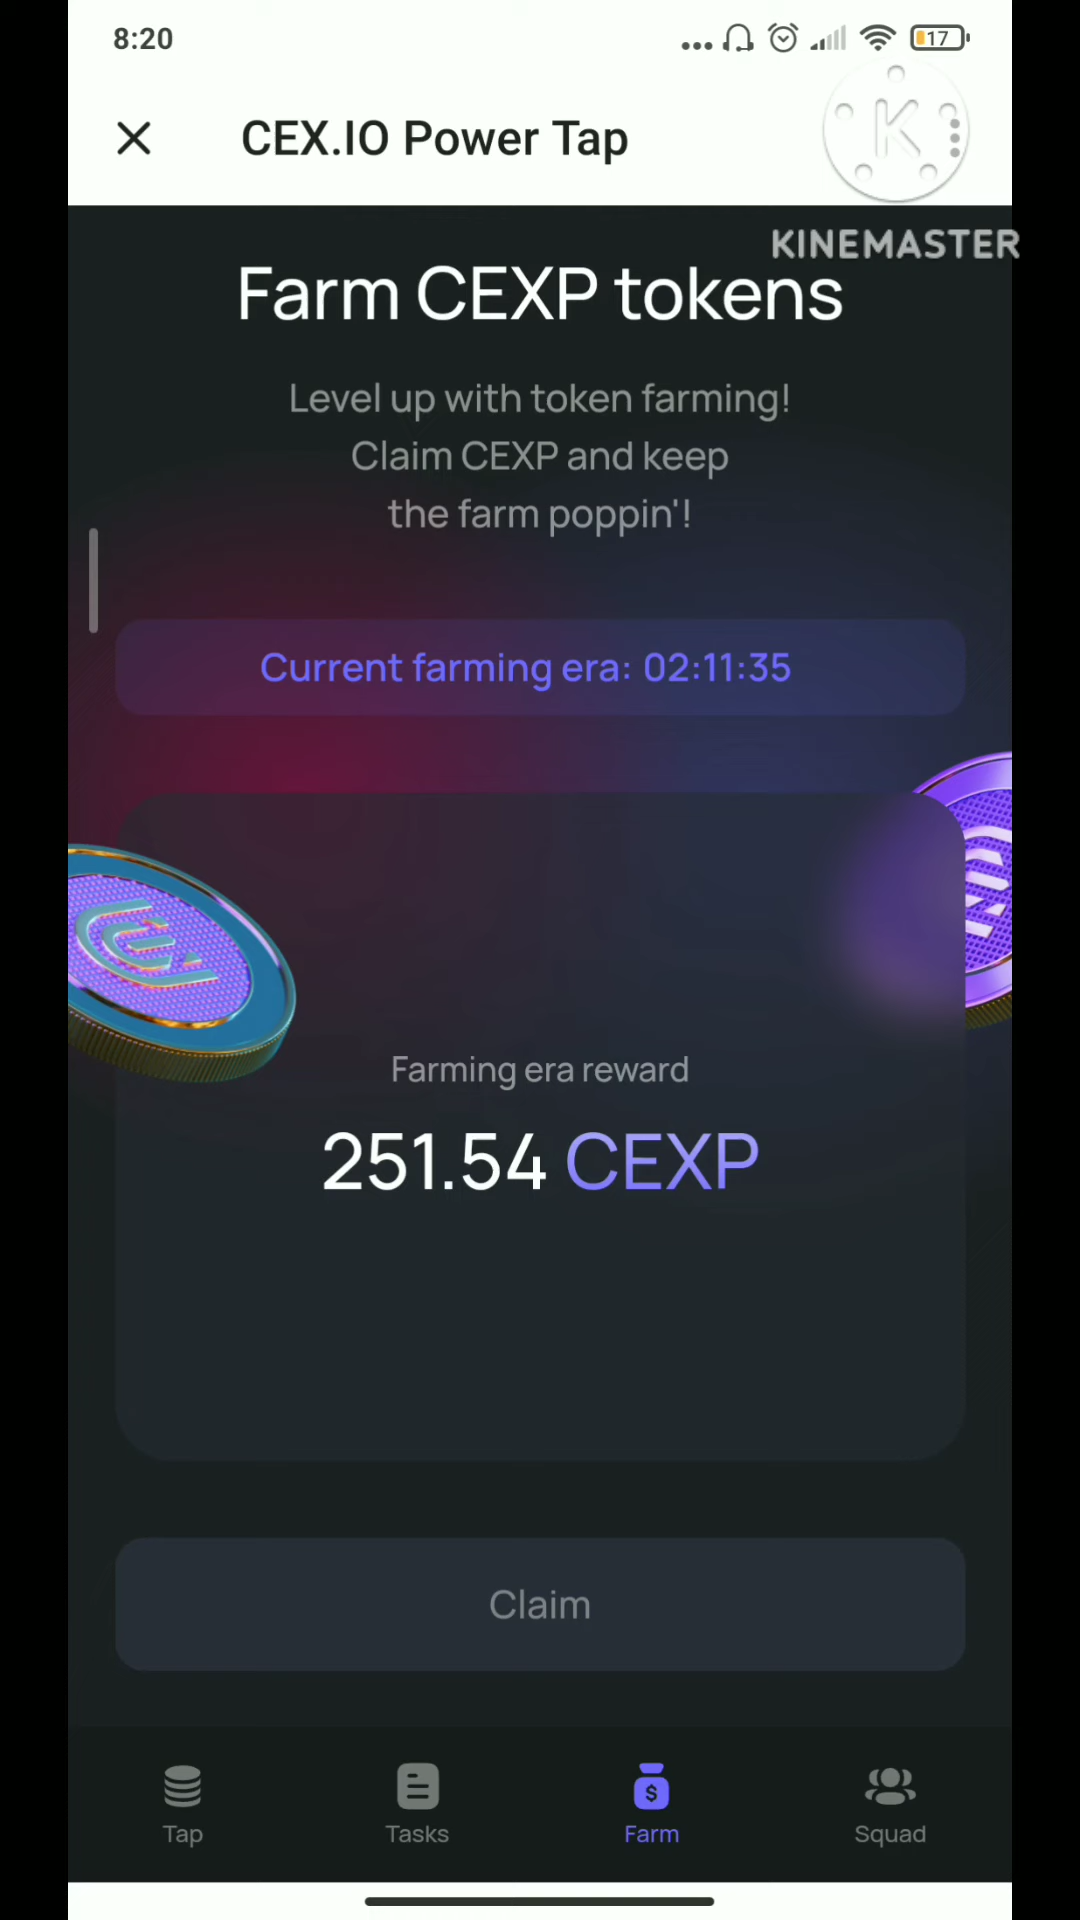 8:20
17
CEX.IO Power Tap
K
KINEMASTER
Farm CEXP tokens
Level up with token farming!
Claim CEXP and keep
the farm poppin'!
Current farming era: 02:11:35
Farming era reward
251.54 CEXP
Claim
$
Tap
Tasks
Farm
Squad